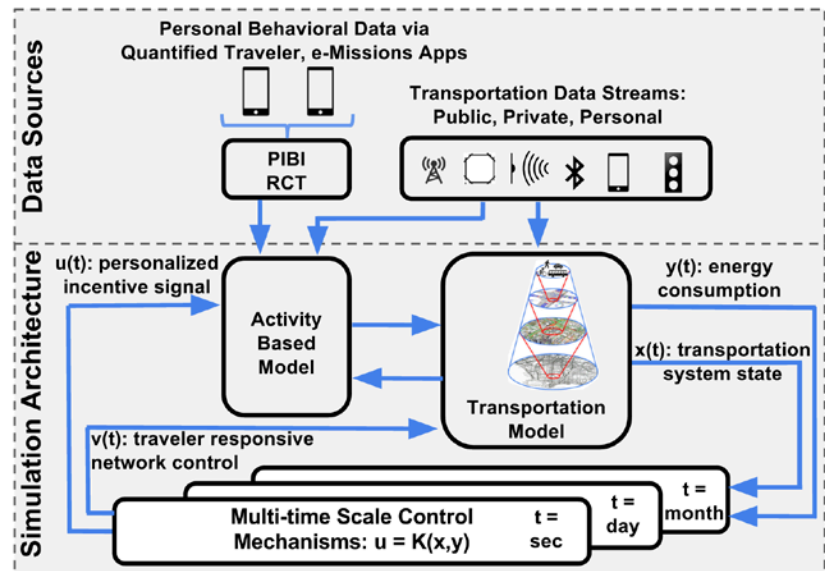 Data Sources
Personal Behavioral Data via
Quantified Traveler, e-Missions Apps
PIBI
RCT
Transportation Data Streams:
Public, Private, Personal
Simulation Architecture
u(t): personalized
incentive signal
Activity
Based
Model
Transportation
Model
y(t): energy
consumption
x(t): transportation
system state
v(t): traveler responsive
network control
Multi-time Scale Control
Mechanisms: u = K(x,y)
t =
sec
t =
day
t =
month